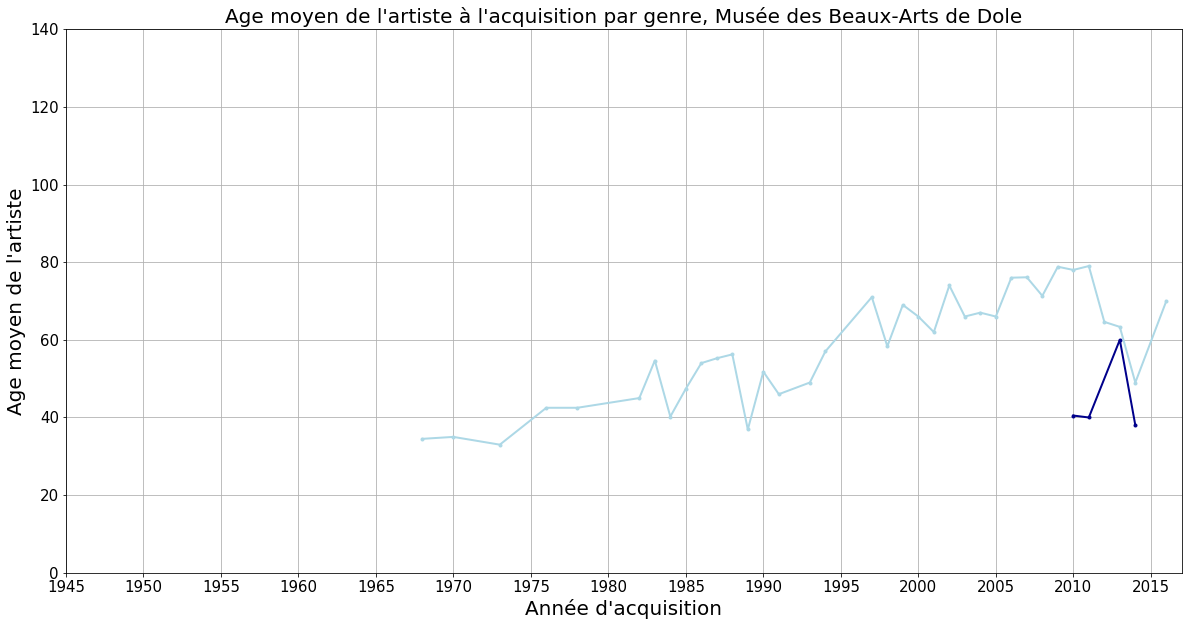 Age moyen de l'artiste à l'acquisition par genre, Musée des Beaux-Arts de Dole
Age moyen de l'artiste
140
120
100
80
60
40
20
0
1945 1950 1955 1960 1965 1970 1975 1980 1985 1990 1995 2000 2005 2010 2015
Année d'acquisition